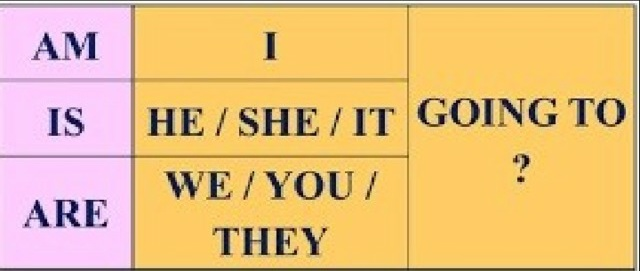 AM
I
IS
HE / SHE / IT
ARE
WE / YOU /
THEY
GOING TO
?